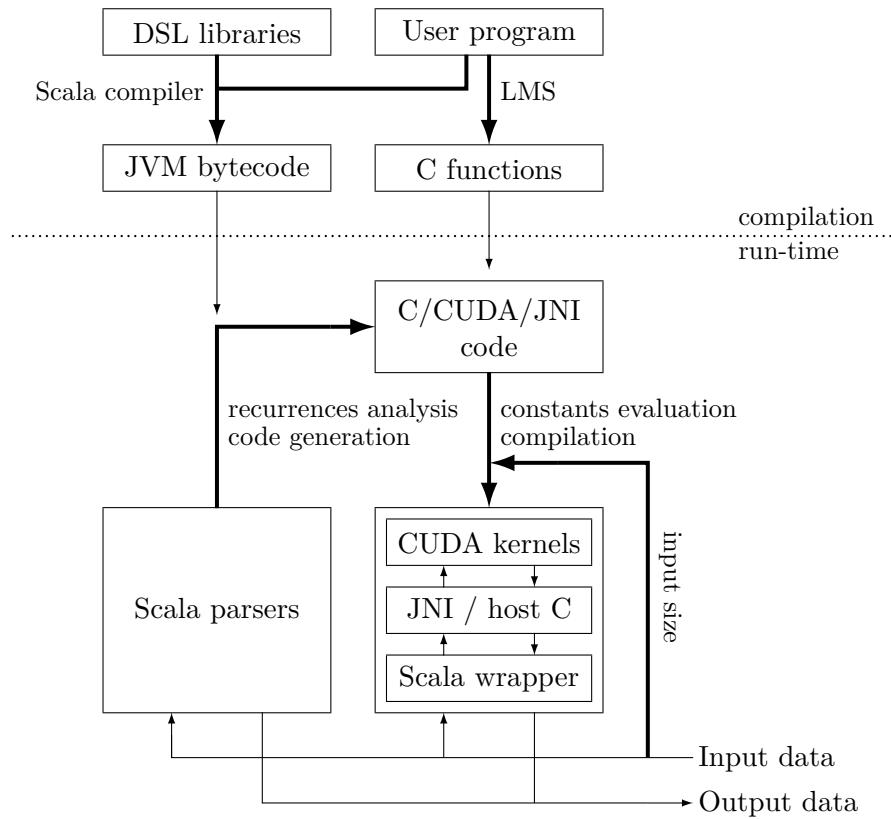 DSL libraries
User program
Scala compiler
LMS
JVM bytecode
C functions
compilation
run-time
C/CUDA/JNI
code
recurrences analysis
code generation
constants evaluation
compilation
CUDA kernels
JNI / host C
Scala wrapper
Scala parsers
input size
Input data
Output data